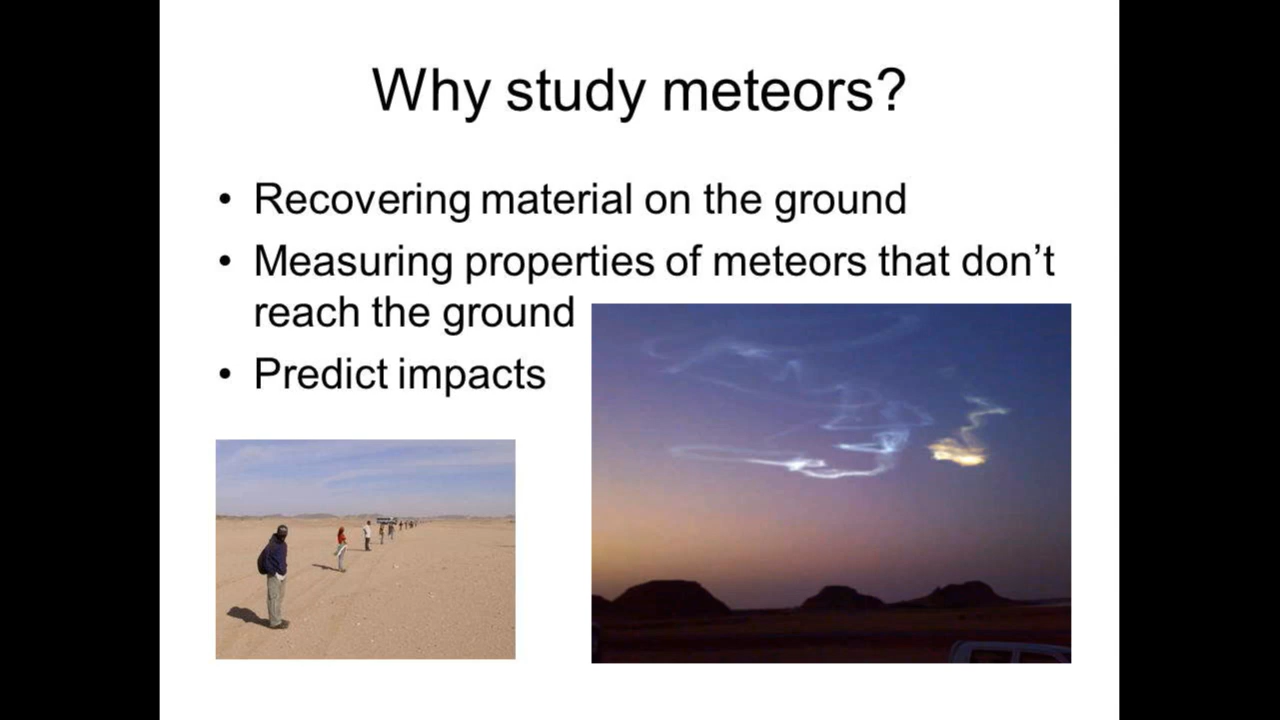 Why study meteors?
• Recovering material on the ground
• Measuring properties of meteors that don’t
reach the ground
• Predict impacts